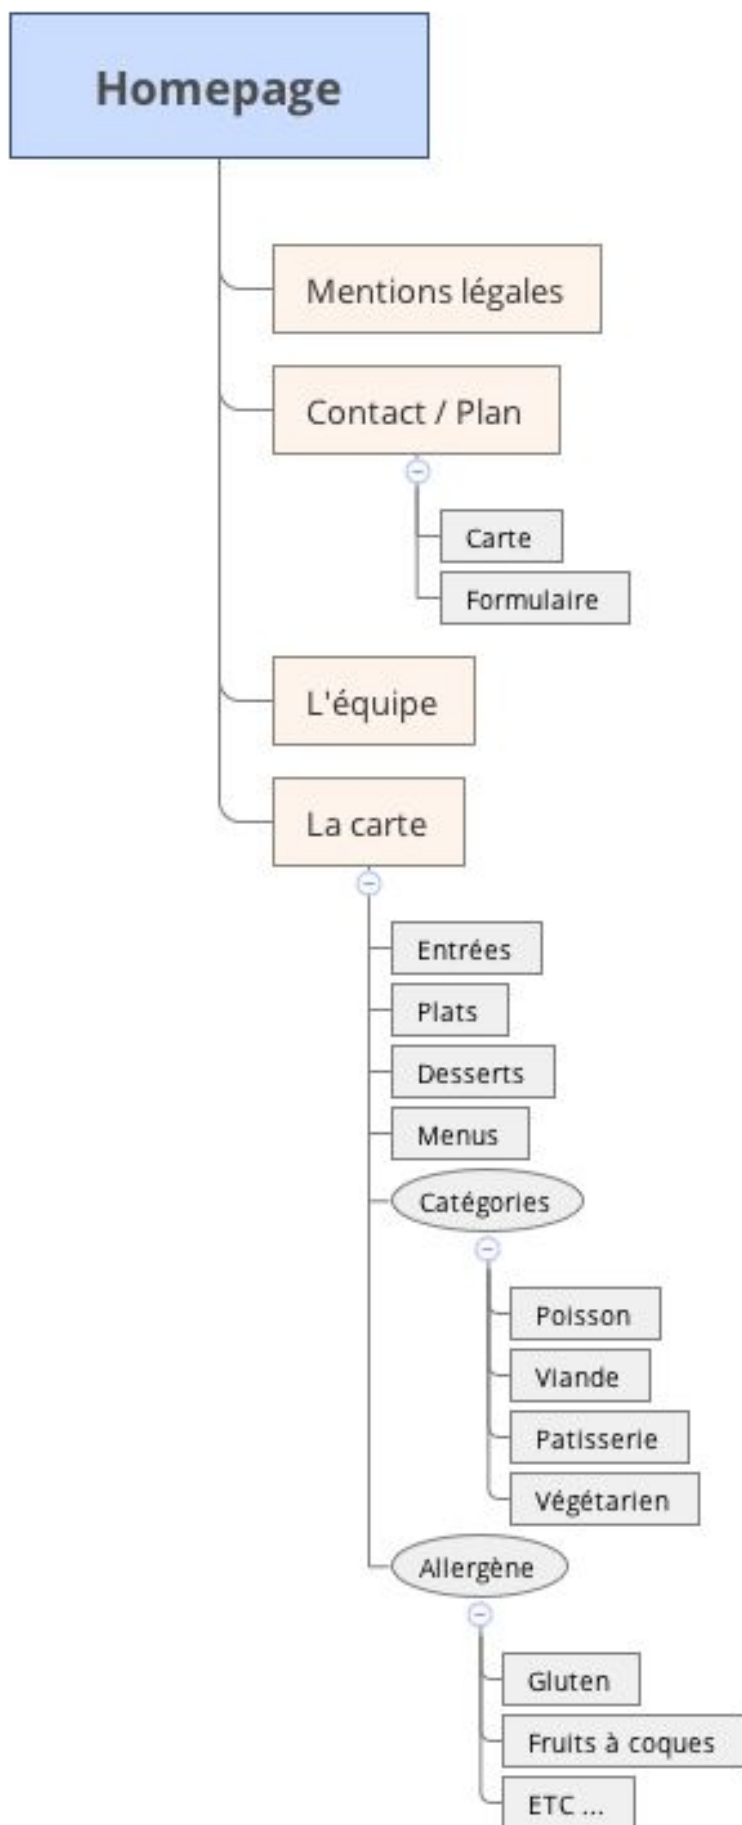 Homepage
Mentions légales
Contact / Plan
Carte
Formulaire
L'équipe
La carte
Entrées
Plats
Desserts
Menus
Catégories
Poisson
Viande
Patisserie
Végétarien
Allergène
Gluten
Fruits à coques
ETC ...